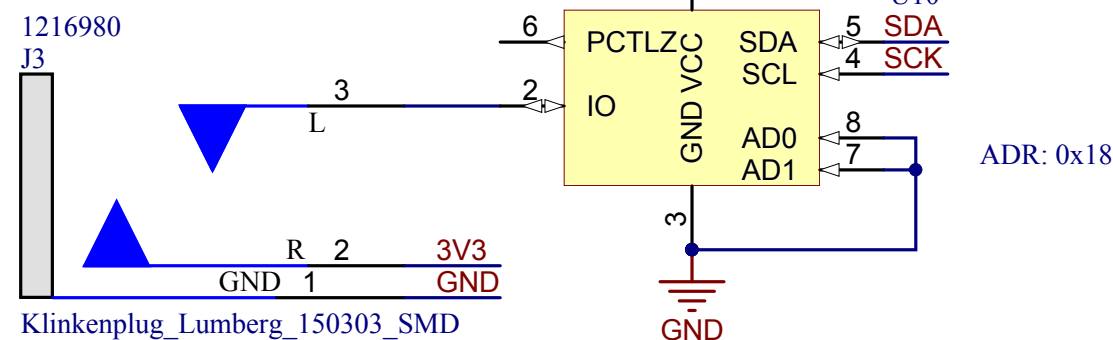 1216980
J3
3
L
R
2
3V3
GND
1
GND
Klinkenplug_Lumberg_150303_SMD
6
PCTLZ
2
IO
VCC
GND
SDA
5
SDA
SCL
4
SCK
AD0
8
AD1
7
3
GND
ADR: 0x18